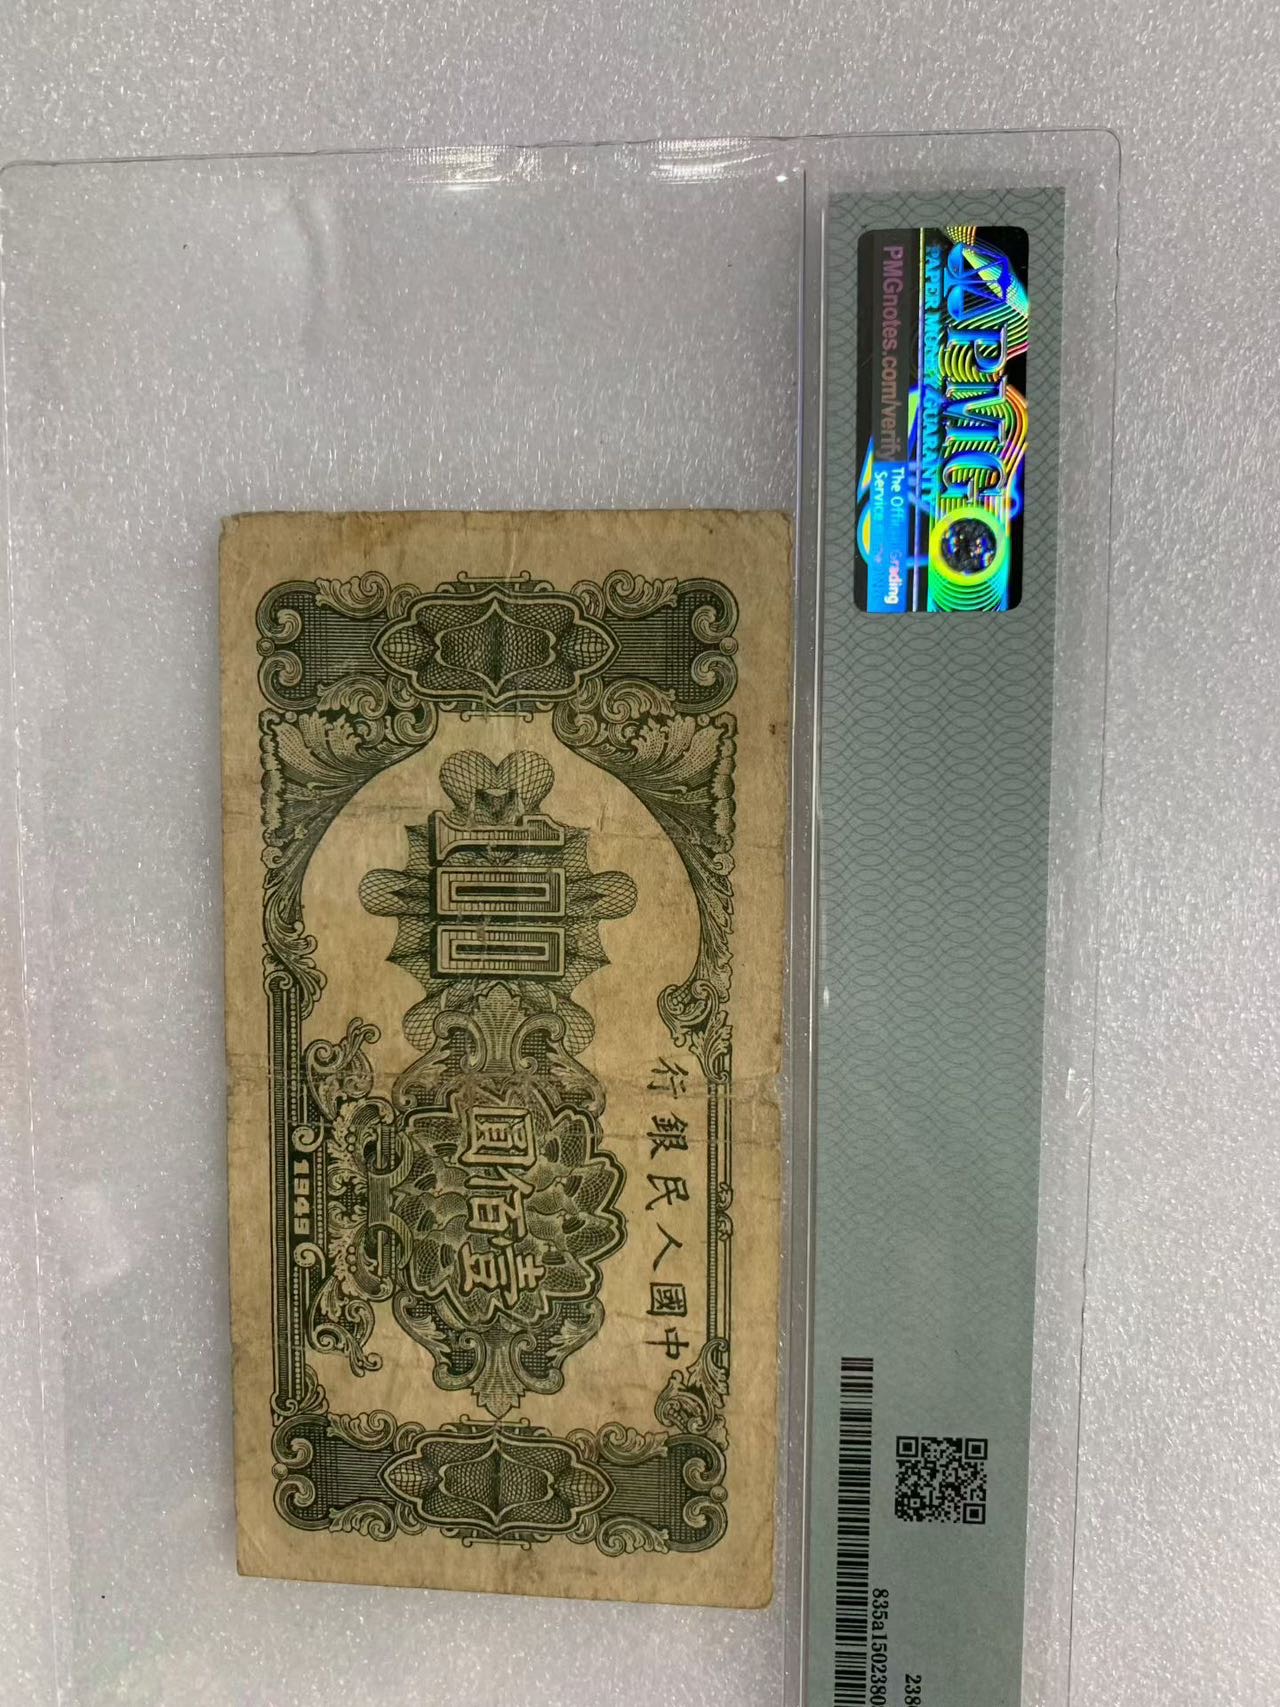 PMG
PAPER MONEY GUARANTY
PMGnotes.com/verify
The Official Grading
Service
行銀民人國中
100
圓佰壹
1949
835a1502380
238